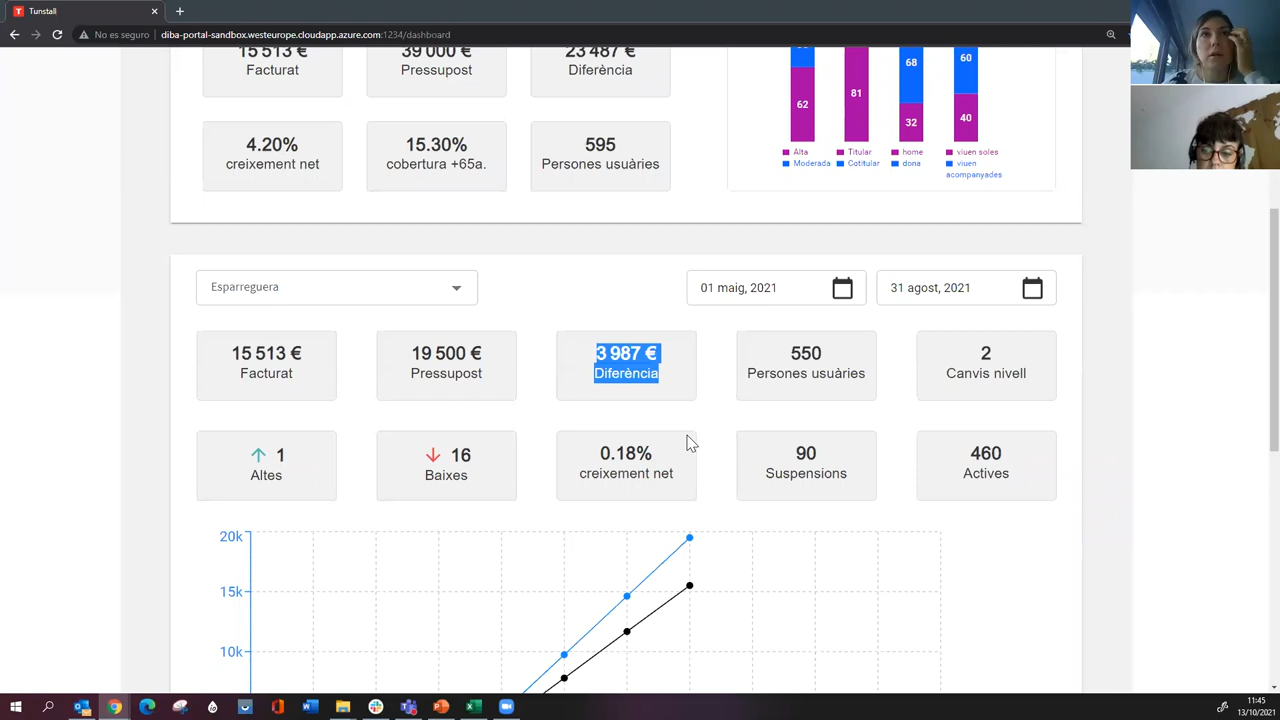 Tunstall
No es seguro
diba-portal-sandbox.westeurope.cloudapp.azure.com:1234/dashboard
15 513 €
Facturat
39 000 €
Pressupost
23 487 €
Diferència
4.20%
creixement net
15.30%
cobertura +65a.
595
Persones usuàries
62
81
68
32
60
40
Alta
Moderada
Titular
Cotitular
home
dona
viuen soles
viuen
acompanyades
Esparreguera
01 maig, 2021
31 agost, 2021
15 513 €
Facturat
19 500 €
Pressupost
3 987 €
Diferència
550
Persones usuàries
2
Canvis nivell
1
Altes
16
Baixes
0.18%
creixement net
90
Suspensions
460
Actives
20k
15k
10k
11:45
13/10/2021